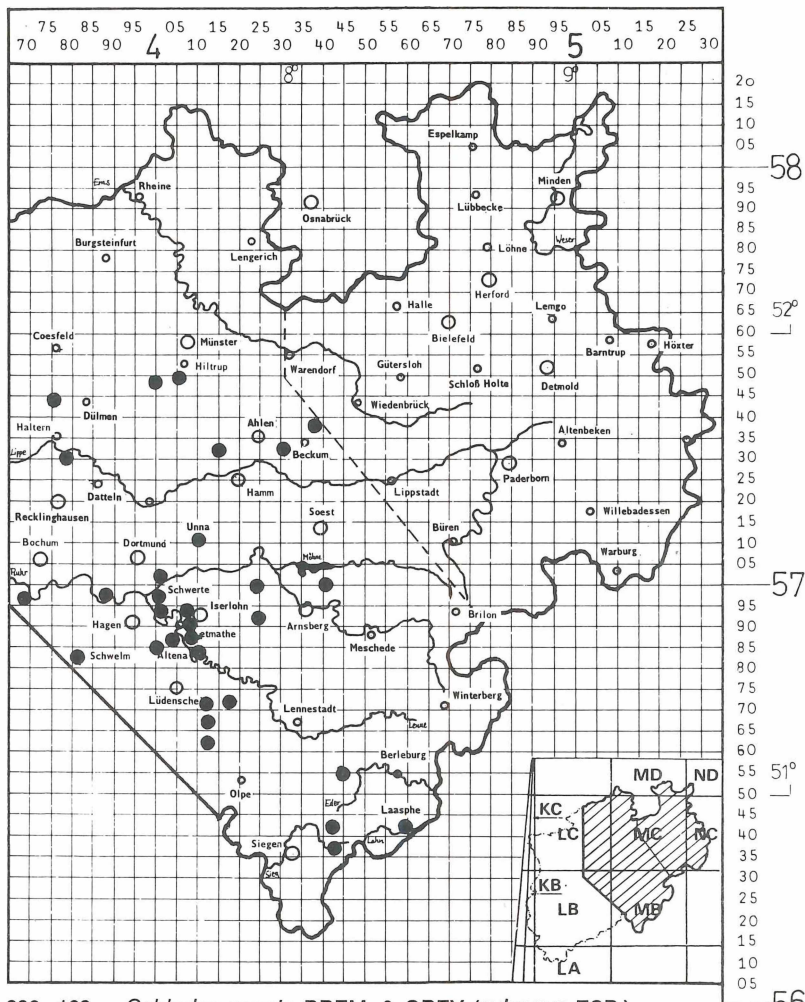 75 85 95 4 05 15 25 35 45 55 65 75 85 95 5 05 15 25
70 80 90 10 20 30 40 50 60 70 80 90 10 20 30
8° 9°
20
15
10
Espelkamp
05
58
Ems
Rheine
Minden
95
Lübbecke
Osnabrück
90
Burgsteinfurt
Lengerich
Löhne
Weser
85
80
75
Herford
70
Halle
Lemgo
65
52°
Coesfeld
Münster
Bielefeld
Barntrup
Höxter
60
Hiltrup
Warendorf
Gütersloh
55
Schloß Holte
Detmold
50
Dülmen
Wiedenbrück
45
40
Haltern
Ahlen
Altenbeken
35
Lippe
Beckum
Paderborn
30
Datteln
Hamm
Lippstadt
25
Recklinghausen
Soest
Willebadessen
20
Unna
15
Bochum
Dortmund
Büren
10
Möhne
Warburg
05
Ruhr
57
Schwerte
Iserlohn
95
Hagen
Arnsberg
Brilon
90
etmathe
Meschede
85
Schwelm
Altena
80
Lüdensche
75
Winterberg
70
Lennestadt
Lenne
65
60
Berleburg
55
51°
Olpe
MD ND
50
Eder
Laasphe
KC
45
LC MC NC
40
Siegen
Lahn
35
Sieg
KB
30
LB MB
25
20
15
10
LA
05
56